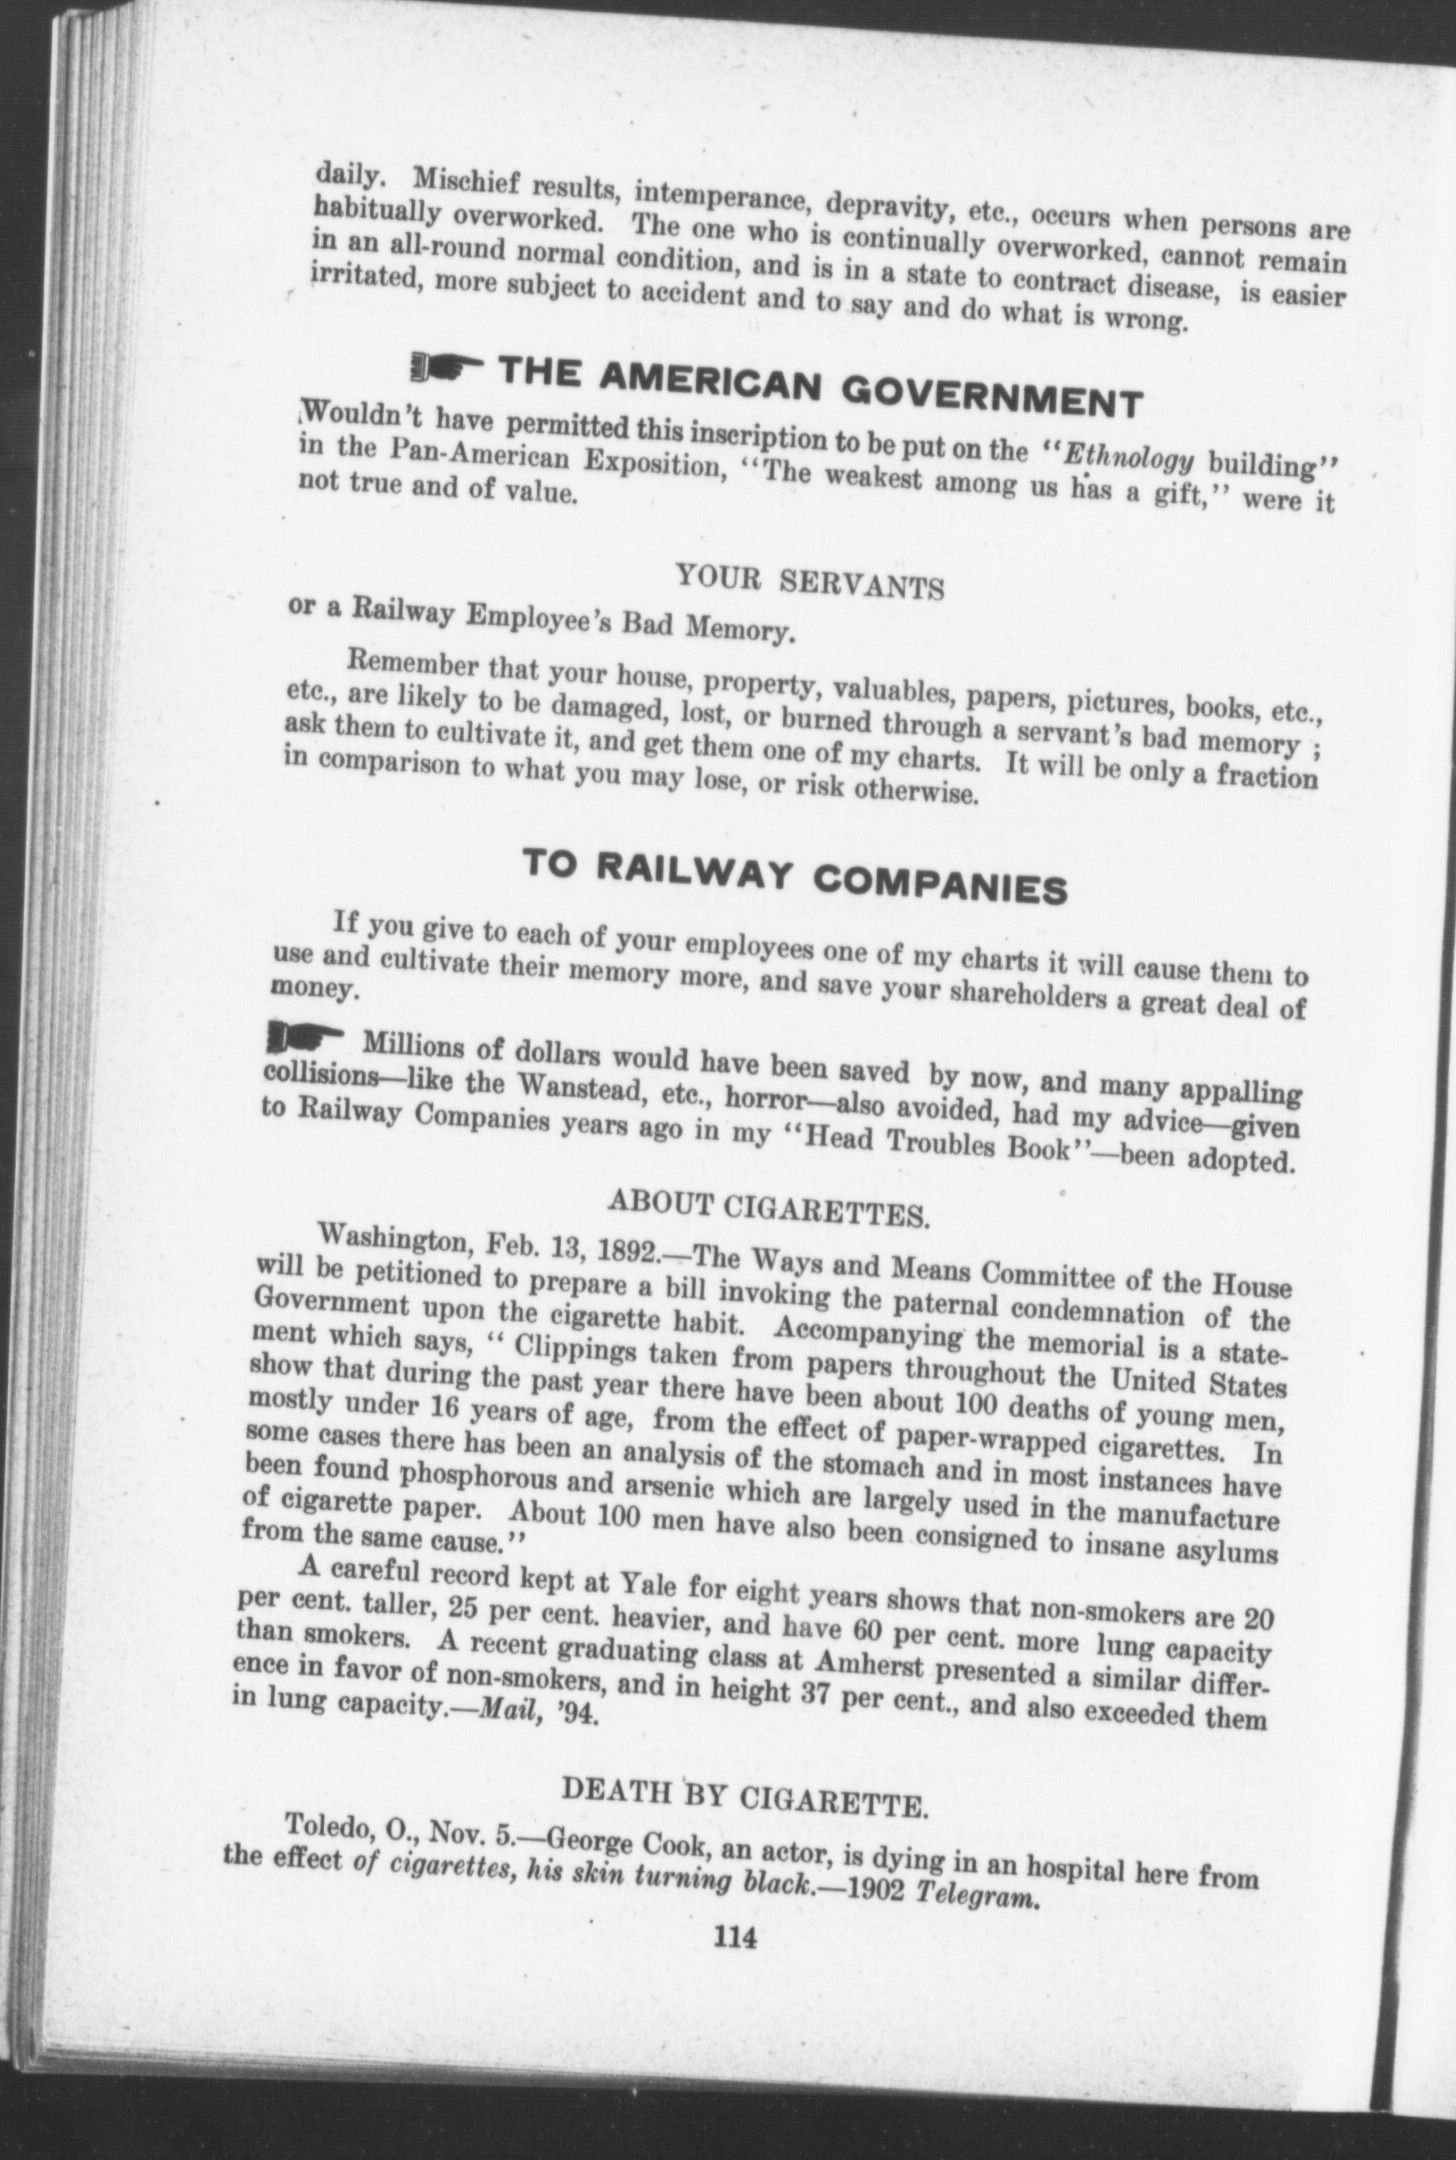 daily. Mischief results, intemperance, depravity, etc., occurs when persons are
habitually overworked. The one who is continually overworked, cannot remain
in an all-round normal condition, and is in a state to contract disease, is easier
irritated, more subject to accident and to say and do what is wrong.
THE AMERICAN GOVERNMENT
Wouldn't have permitted this inscription to be put on the "Ethnology building"
in the Pan-American Exposition, "The weakest among us has a gift," were it
not true and of value.
YOUR SERVANTS
or a Railway Employee's Bad Memory.
Remember that your house, property, valuables, papers, pictures, books, etc.,
etc., are likely to be damaged, lost, or burned through a servant's bad memory ;
ask them to cultivate it, and get them one of my charts. It will be only a fraction
in comparison to what you may lose, or risk otherwise.
TO RAILWAY COMPANIES
If you give to each of your employees one of my charts it will cause them to
use and cultivate their memory more, and save your shareholders a great deal of
money.
Millions of dollars would have been saved by now, and many appalling
collisions—like the Wanstead, etc., horror—also avoided, had my advice—given
to Railway Companies years ago in my "Head Troubles Book"—been adopted.
ABOUT CIGARETTES.
Washington, Feb. 13, 1892.—The Ways and Means Committee of the House
will be petitioned to prepare a bill invoking the paternal condemnation of the
Government upon the cigarette habit. Accompanying the memorial is a state-
ment which says, " Clippings taken from papers throughout the United States
show that during the past year there have been about 100 deaths of young men,
mostly under 16 years of age, from the effect of paper-wrapped cigarettes. In
some cases there has been an analysis of the stomach and in most instances have
been found phosphorous and arsenic which are largely used in the manufacture
of cigarette paper. About 100 men have also been consigned to insane asylums
from the same cause."
A careful record kept at Yale for eight years shows that non-smokers are 20
per cent. taller, 25 per cent. heavier, and have 60 per cent. more lung capacity
than smokers. A recent graduating class at Amherst presented a similar differ-
ence in favor of non-smokers, and in height 37 per cent., and also exceeded them
in lung capacity.—Mail, '94.
DEATH BY CIGARETTE.
Toledo, O., Nov. 5.—George Cook, an actor, is dying in an hospital here from
the effect of cigarettes, his skin turning black.—1902 Telegram.
114